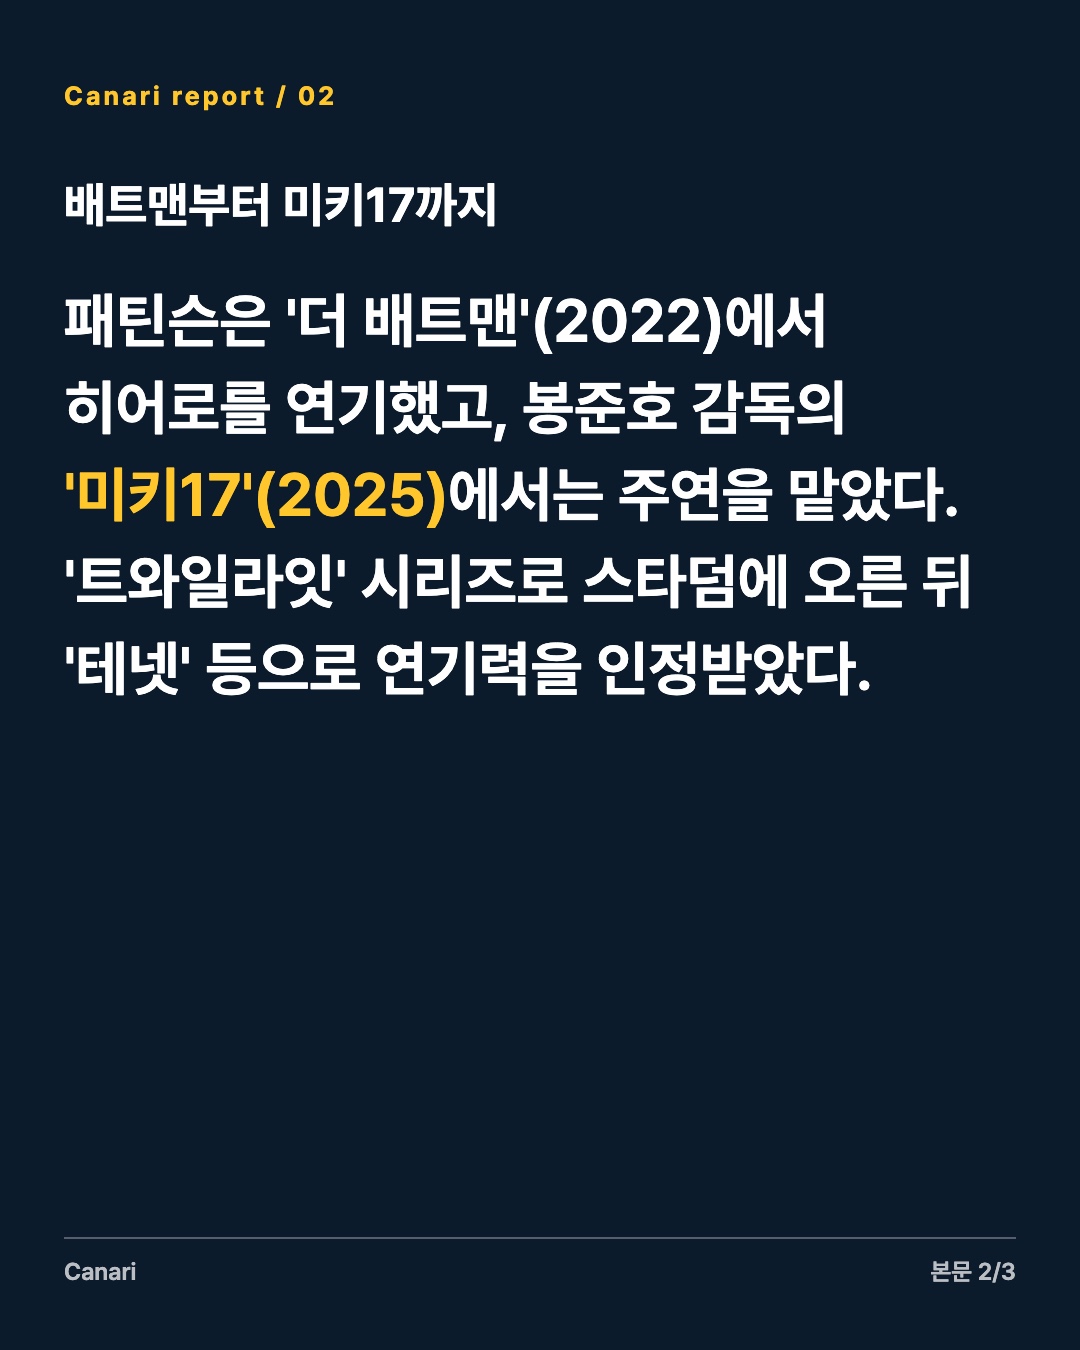 Canari report / 02
배트맨부터 미키17까지
패틴슨은 '더 배트맨'(2022)에서
히어로를 연기했고, 봉준호 감독의
'미키17'(2025)에서는 주연을 맡았다.
'트와일라잇' 시리즈로 스타덤에 오른 뒤
'테넷' 등으로 연기력을 인정받았다.
Canari
본문 2/3